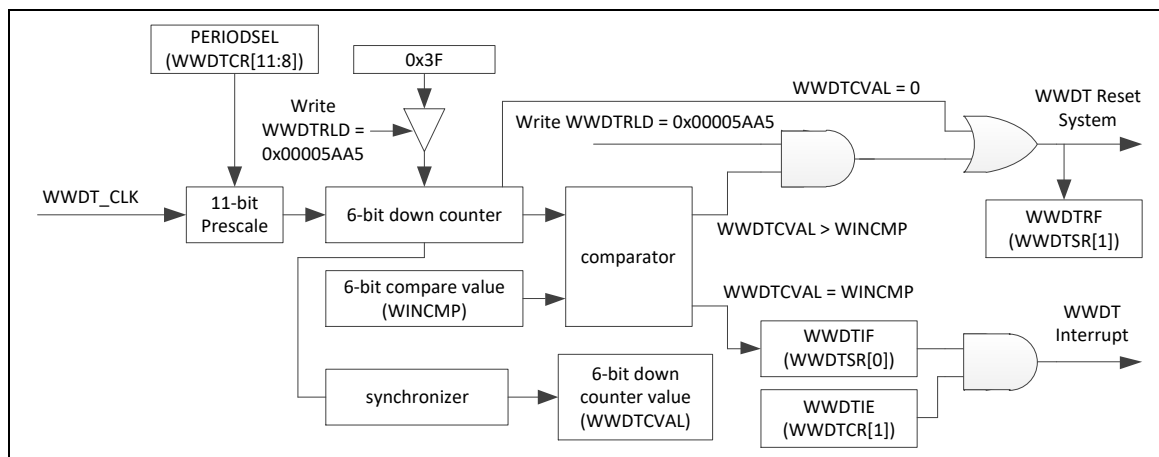 PERIODSEL
(WWDTCR[11:8])
0x3F
Write
WWDTRLD =
0x00005AA5
WWDTCVAL = 0
Write WWDTRLD = 0x00005AA5
WWDT Reset
System
WWDT_CLK
11-bit
Prescale
6-bit down counter
comparator
WWDTCVAL > WINCMP
WWDTRF
(WWDTSR[1])
6-bit compare value
(WINCMP)
WWDTCVAL = WINCMP
WWDTIF
(WWDTSR[0])
WWDT
Interrupt
synchronizer
6-bit down
counter value
(WWDTCVAL)
WWDTIE
(WWDTCR[1])